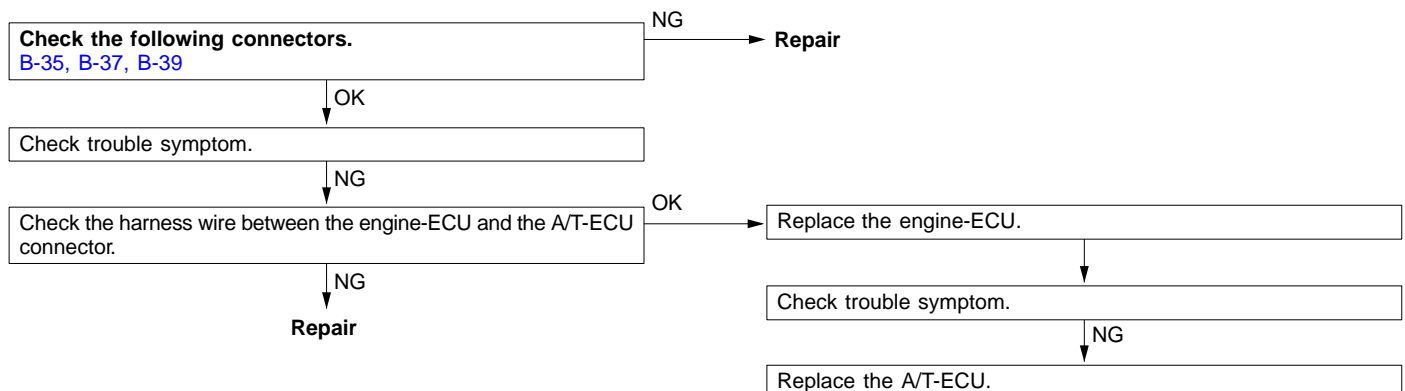 Check the following connectors.
B-35, B-37, B-39
NG
Repair
OK
Check trouble symptom.
NG
Check the harness wire between the engine-ECU and the A/T-ECU
connector.
OK
Replace the engine-ECU.
NG
Repair
Check trouble symptom.
NG
Replace the A/T-ECU.